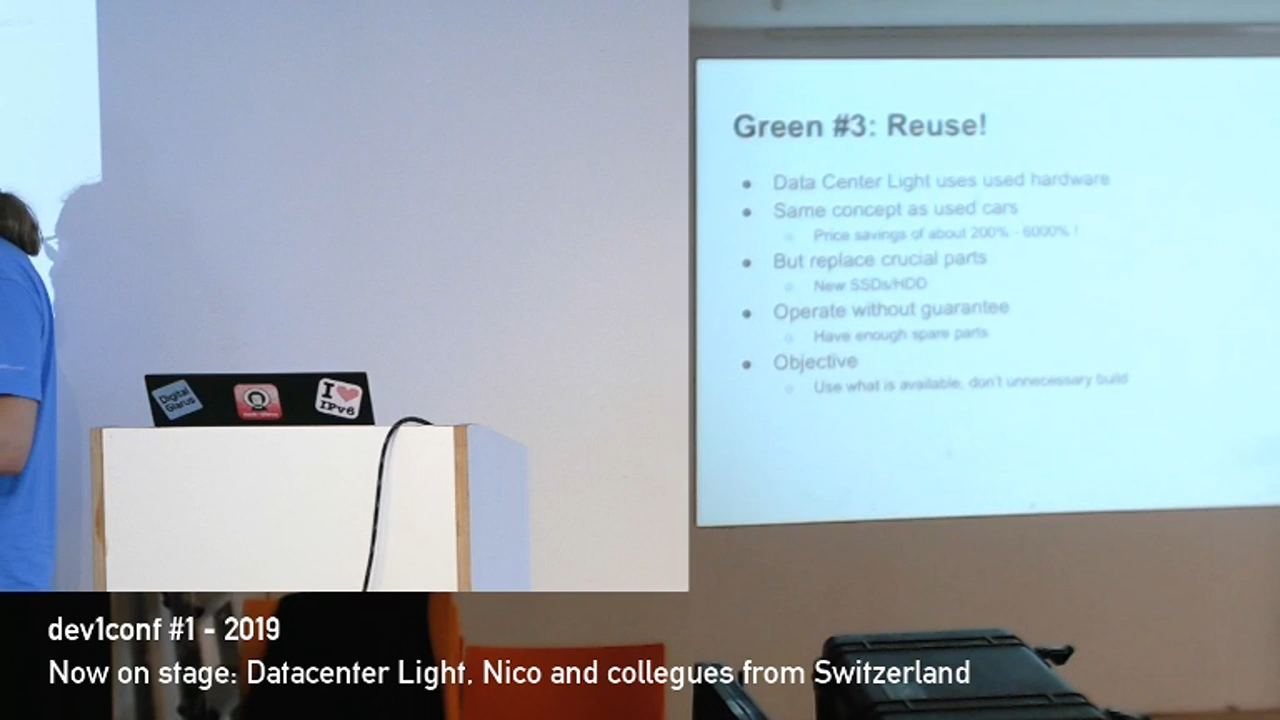 Green #3: Reuse!
Data Center Light uses used hardware
Same concept as used cars
Price savings of about 200% - 6000% !
But replace crucial parts
New SSDs/HDD
Operate without guarantee
Have enough spare parts
Objective
Use what is available, don't unnecessary build
Digital
Glarus
I ❤
IPv6
dev1conf #1 - 2019
Now on stage: Datacenter Light, Nico and collegues from Switzerland